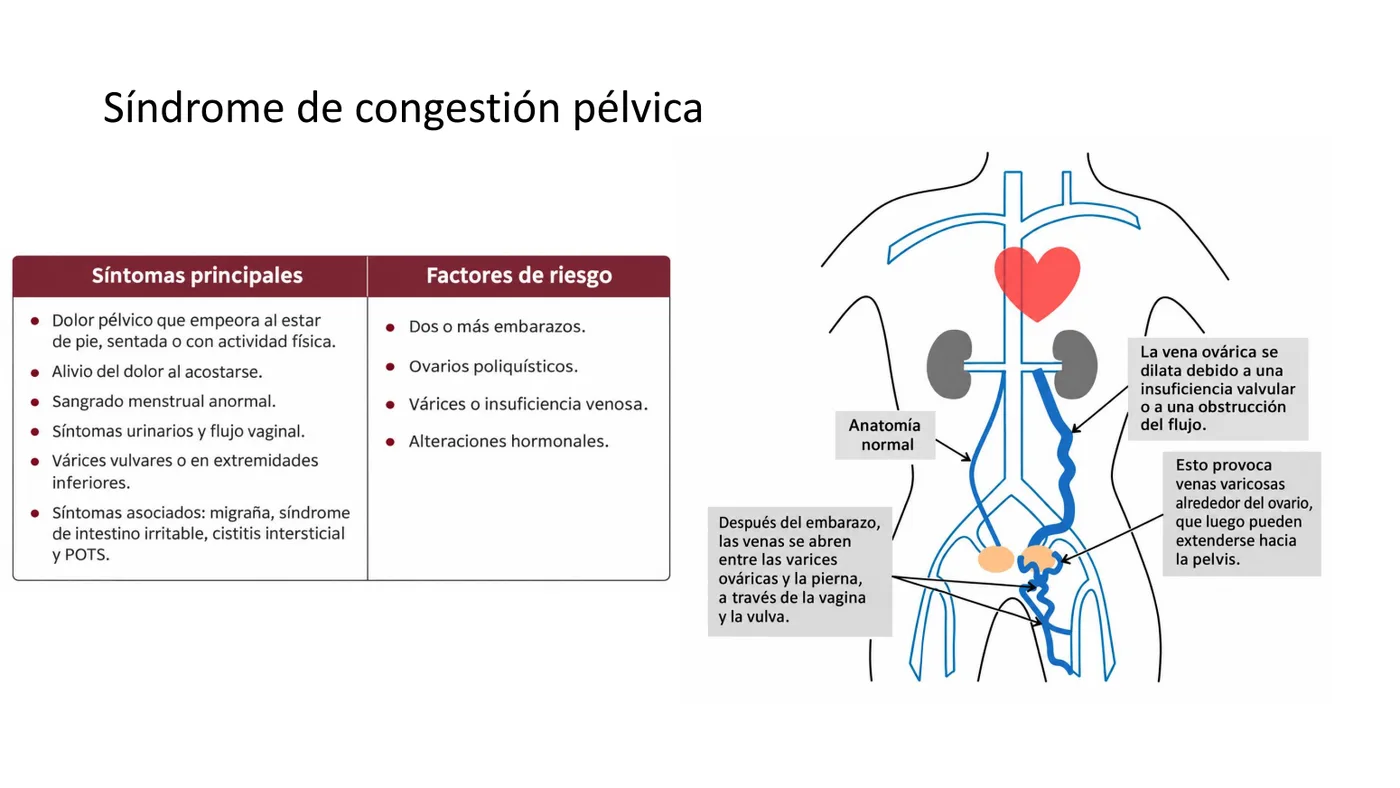 Síndrome de congestión pélvica
Síntomas principales
Factores de riesgo
● Dolor pélvico que empeora al estar
de pie, sentada o con actividad física.
● Alivio del dolor al acostarse.
● Sangrado menstrual anormal.
● Síntomas urinarios y flujo vaginal.
● Várices vulvares o en extremidades
inferiores.
● Síntomas asociados: migraña, síndrome
de intestino irritable, cistitis intersticial
y POTS.
● Dos o más embarazos.
● Ovarios poliquísticos.
● Várices o insuficiencia venosa.
● Alteraciones hormonales.
Anatomía
normal
La vena ovárica se
dilata debido a una
insuficiencia valvular
o a una obstrucción
del flujo.
Esto provoca
venas varicosas
alrededor del ovario,
que luego pueden
extenderse hacia
la pelvis.
Después del embarazo,
las venas se abren
entre las varices
ováricas y la pierna,
a través de la vagina
y la vulva.